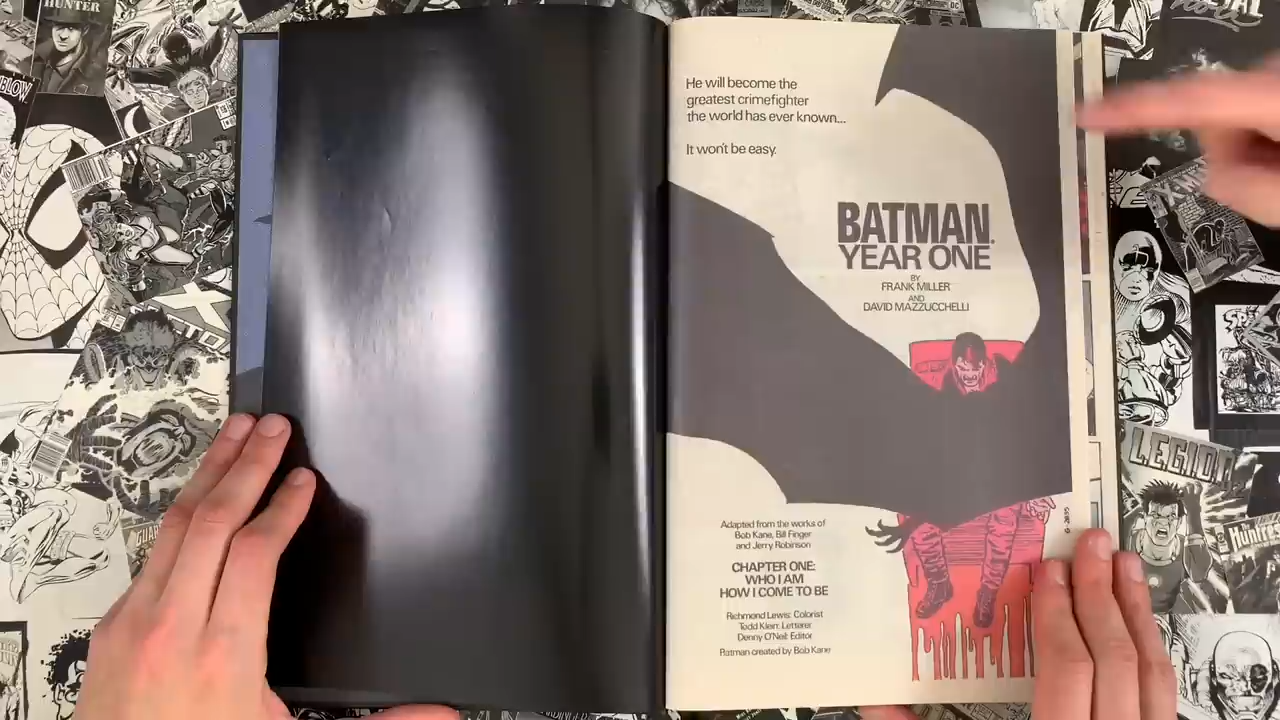 HUNTER
BLOW.
He will become the
greatest crimefighter
the world has ever known...
It won't be easy.
BATMAN.
YEAR ONE
BY
FRANK MILLER
AND
DAVID MAZZUCCHELLI
Adapted from the works of
Bob Kane, Bill Finger
and Jerry Robinson
CHAPTER ONE:
WHO I AM
HOW I COME TO BE
Richmond Lewis: Colorist
Todd Klein: Letterer
Denny O'Neil: Editor
Batman created by Bob Kane
LEGION
Huntress